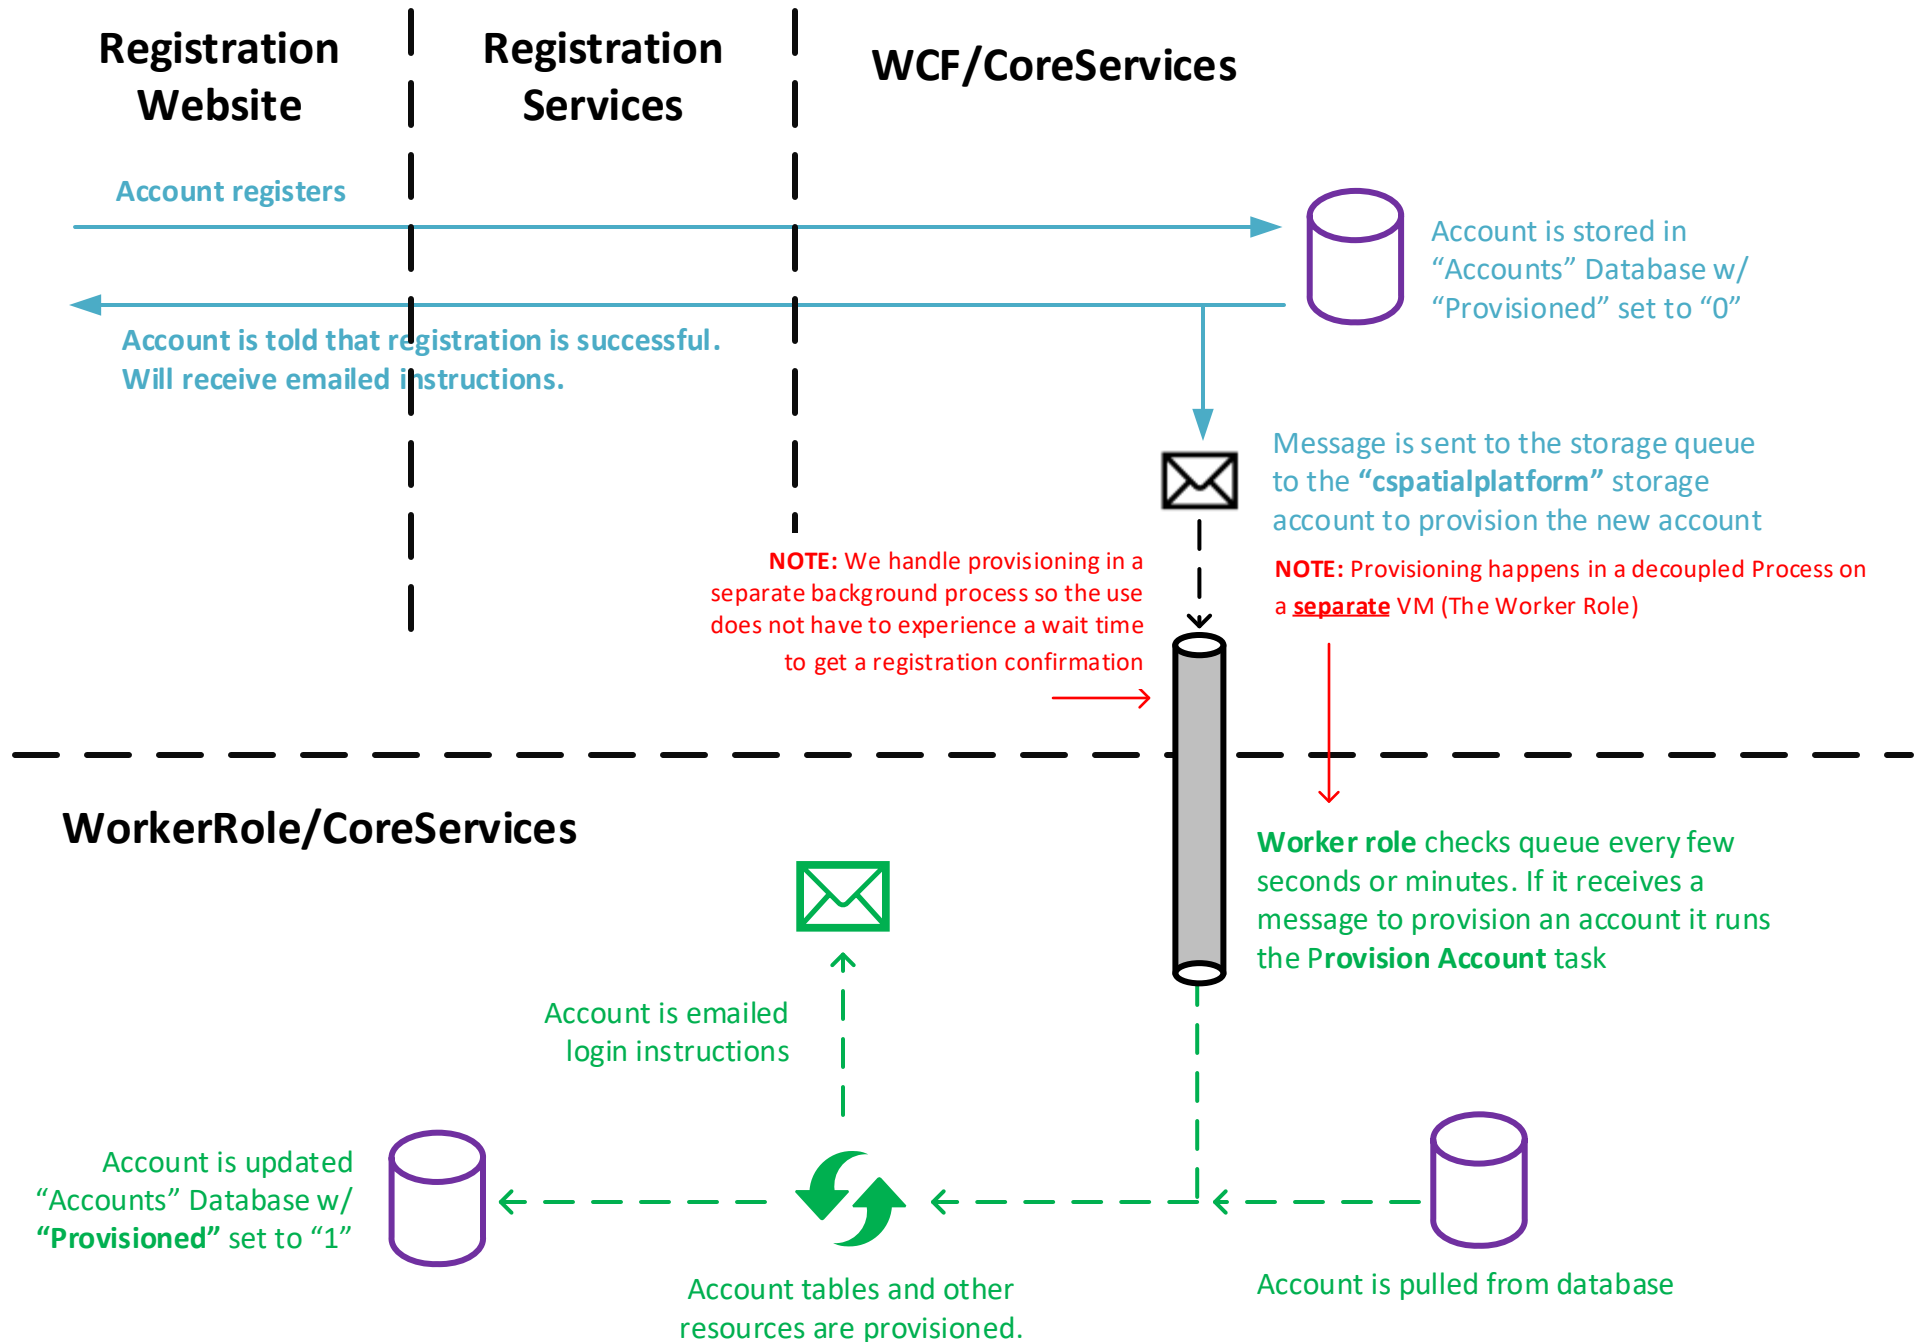 Registration
Website
Registration
Services
WCF/CoreServices
Account registers
Account is stored in
“Accounts” Database w/
“Provisioned” set to “0”
Account is told that registration is successful.
Will receive emailed instructions.
Message is sent to the storage queue
to the “cspatialplatform” storage
account to provision the new account
NOTE: We handle provisioning in a
separate background process so the use
does not have to experience a wait time
to get a registration confirmation
NOTE: Provisioning happens in a decoupled Process on
a separate VM (The Worker Role)
WorkerRole/CoreServices
Worker role checks queue every few
seconds or minutes. If it receives a
message to provision an account it runs
the Provision Account task
Account is emailed
login instructions
Account is updated
“Accounts” Database w/
“Provisioned” set to “1”
Account tables and other
resources are provisioned.
Account is pulled from database